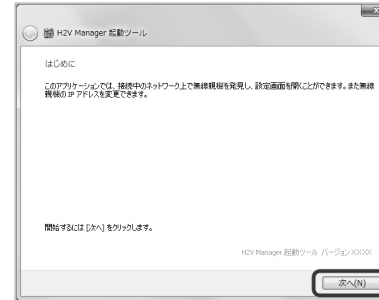 H2V Manager 起動ツール
はじめに
このアプリケーションでは、接続中のネットワーク上で無線親機を発見し、設定画面を開くことができます。また無線
親機の IP アドレスを変更できます。
開始するには [次へ] をクリックします。
H2V Manager 起動ツール バージョンXXXX
次へ(N)